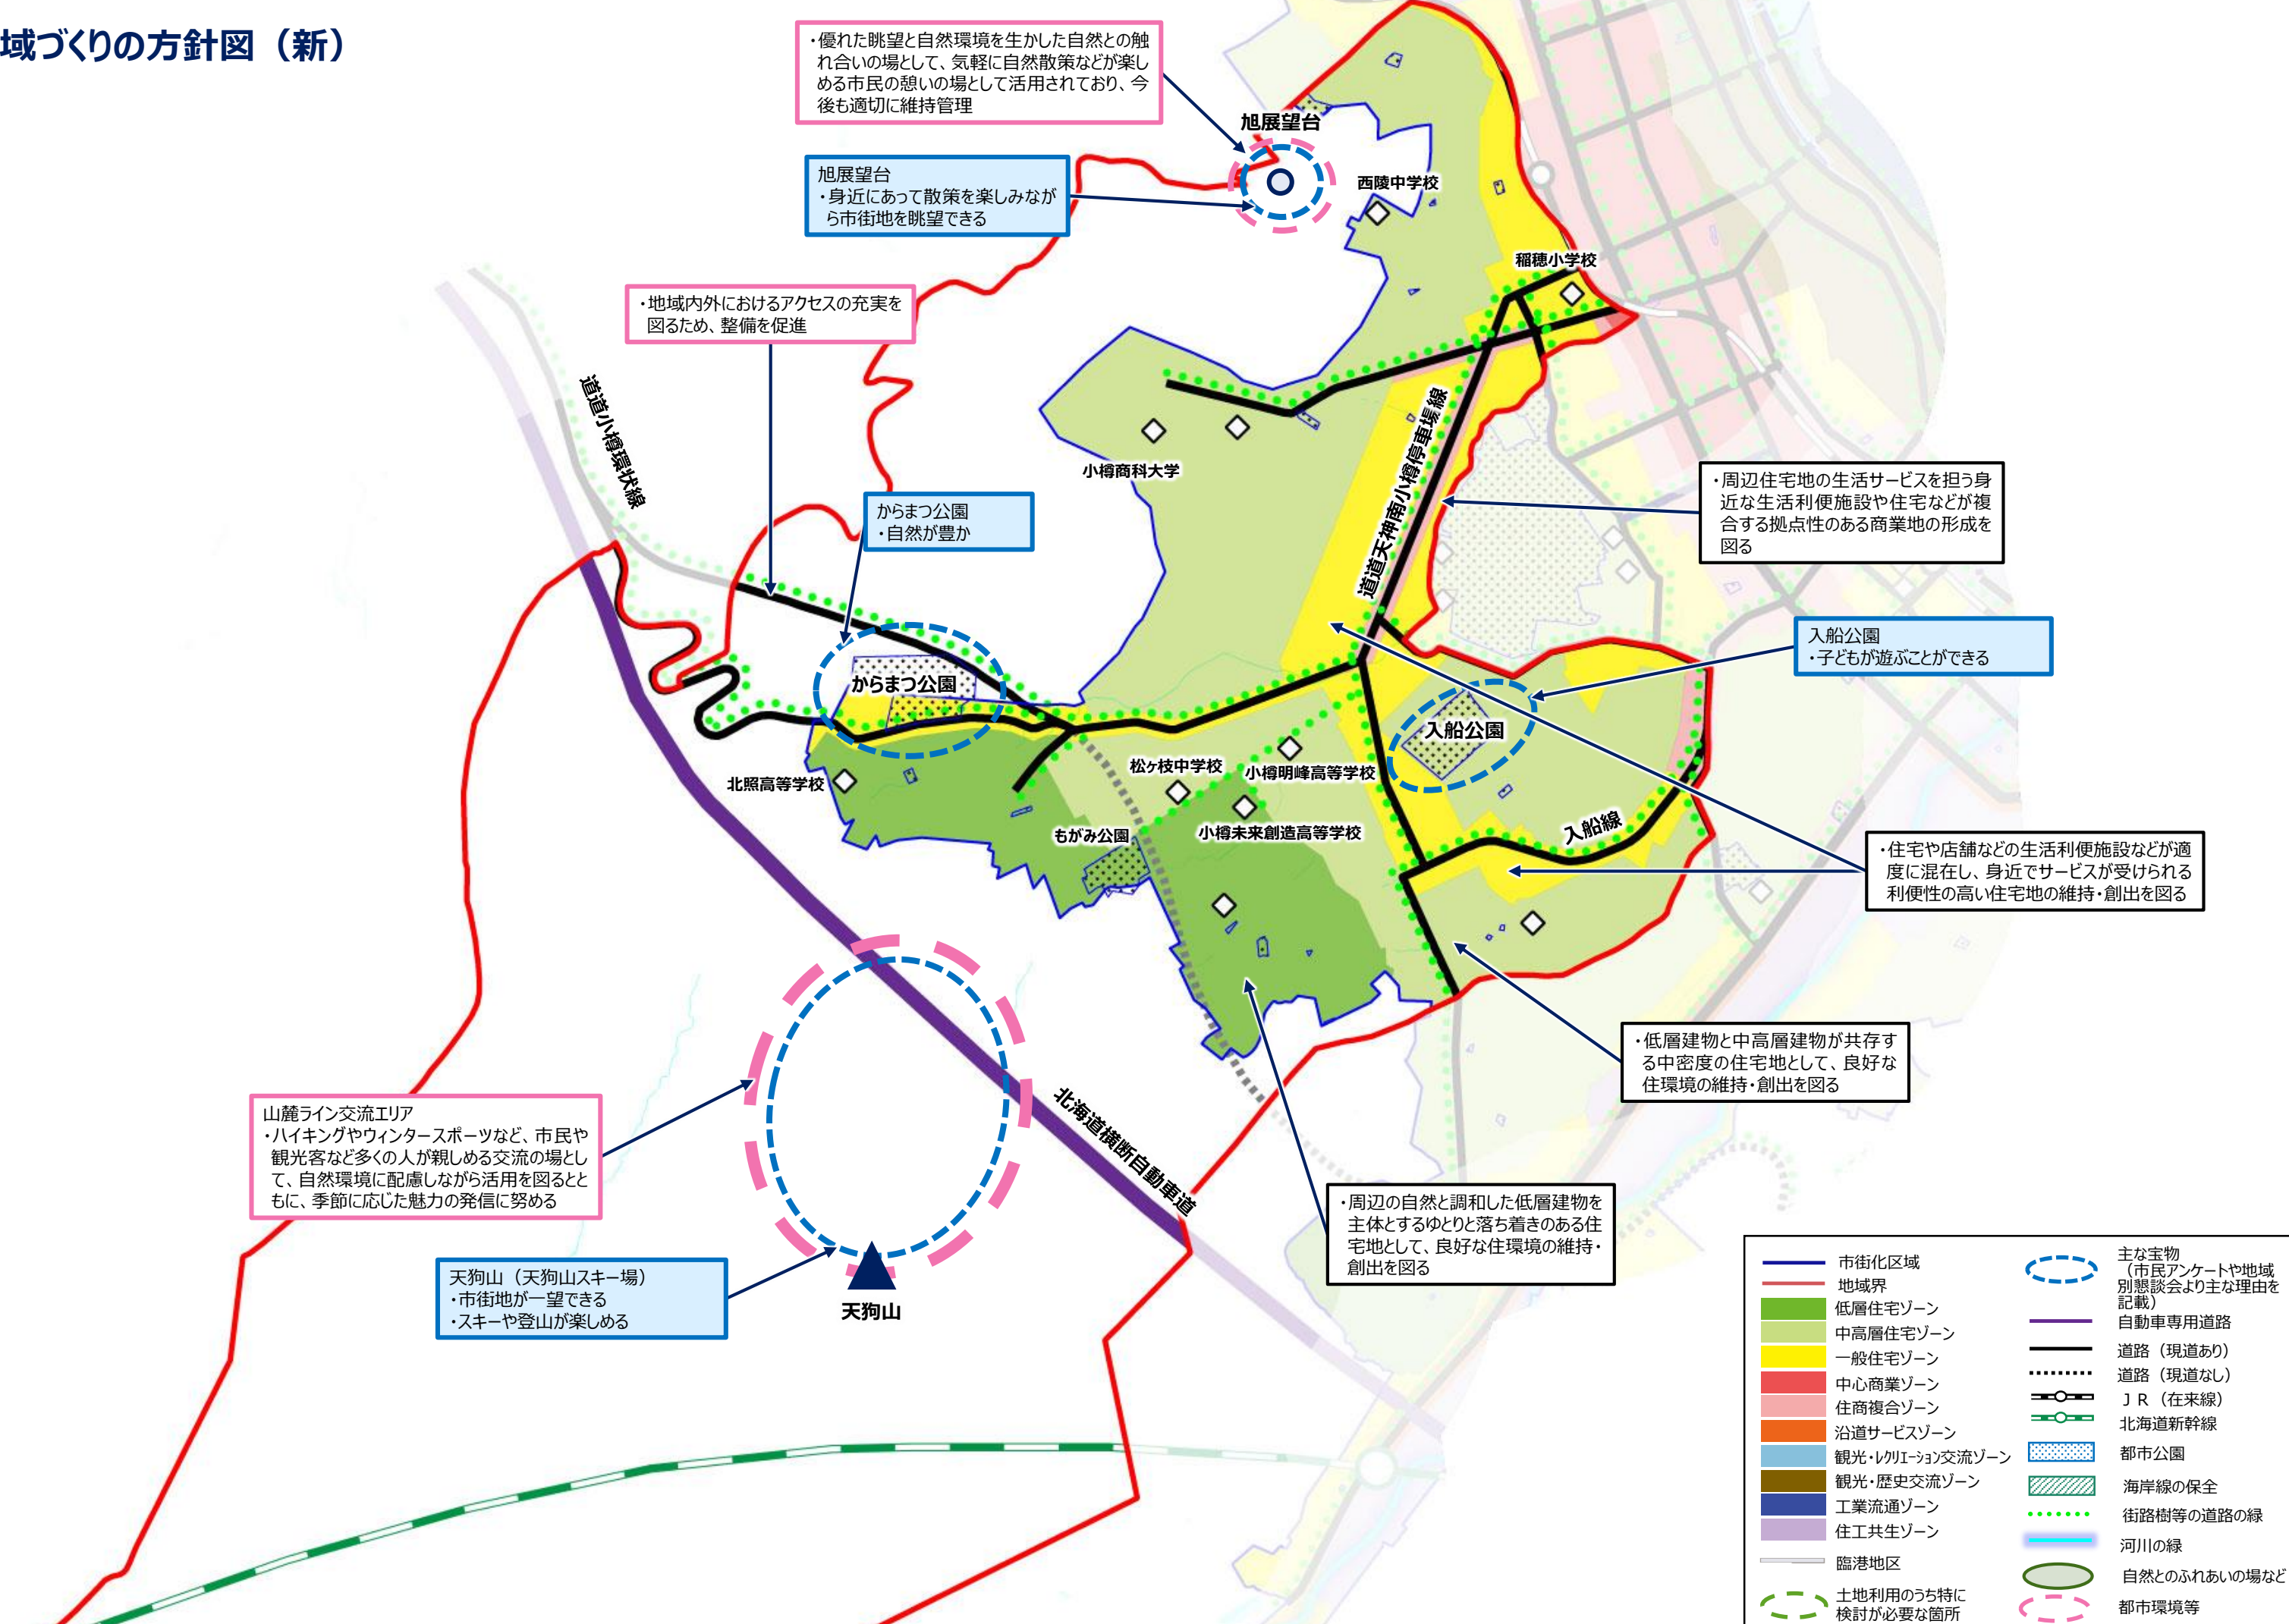 域づくりの方針図（新）
・優れた眺望と自然環境を生かした自然との触
れ合いの場として、気軽に自然散策などが楽し
める市民の憩いの場として活用されており、今
後も適切に維持管理
旭展望台
旭展望台
・身近にあって散策を楽しみなが
ら市街地を眺望できる
西陵中学校
稲穂小学校
・地域内外におけるアクセスの充実を
図るため、整備を促進
道道小樽環状線
小樽商科大学
道道天神南小樽停車場線
・周辺住宅地の生活サービスを担う身
近な生活利便施設や住宅などが複
合する拠点性のある商業地の形成を
図る
からまつ公園
・自然が豊か
入船公園
・子どもが遊ぶことができる
からまつ公園
入船公園
北照高等学校
松ヶ枝中学校
小樽明峰高等学校
もがみ公園
小樽未来創造高等学校
入船線
・住宅や店舗などの生活利便施設などが適
度に混在し、身近でサービスが受けられる
利便性の高い住宅地の維持・創出を図る
・低層建物と中高層建物が共存す
る中密度の住宅地として、良好な
住環境の維持・創出を図る
山麓ライン交流エリア
・ハイキングやウィンタースポーツなど、市民や
観光客など多くの人が親しめる交流の場とし
て、自然環境に配慮しながら活用を図るとと
もに、季節に応じた魅力の発信に努める
北海道横断自動車道
・周辺の自然と調和した低層建物を
主体とするゆとりと落ち着きのある住
宅地として、良好な住環境の維持・
創出を図る
天狗山（天狗山スキー場）
・市街地が一望できる
・スキーや登山が楽しめる
天狗山
市街化区域
地域界
低層住宅ゾーン
中高層住宅ゾーン
一般住宅ゾーン
中心商業ゾーン
住商複合ゾーン
沿道サービスゾーン
観光・レクリエーション交流ゾーン
観光・歴史交流ゾーン
工業流通ゾーン
住工共生ゾーン
臨港地区
土地利用のうち特に
検討が必要な箇所
主な宝物
（市民アンケートや地域
別懇談会より主な理由を
記載）
自動車専用道路
道路（現道あり）
道路（現道なし）
ＪＲ（在来線）
北海道新幹線
都市公園
海岸線の保全
街路樹等の道路の緑
河川の緑
自然とのふれあいの場など
都市環境等